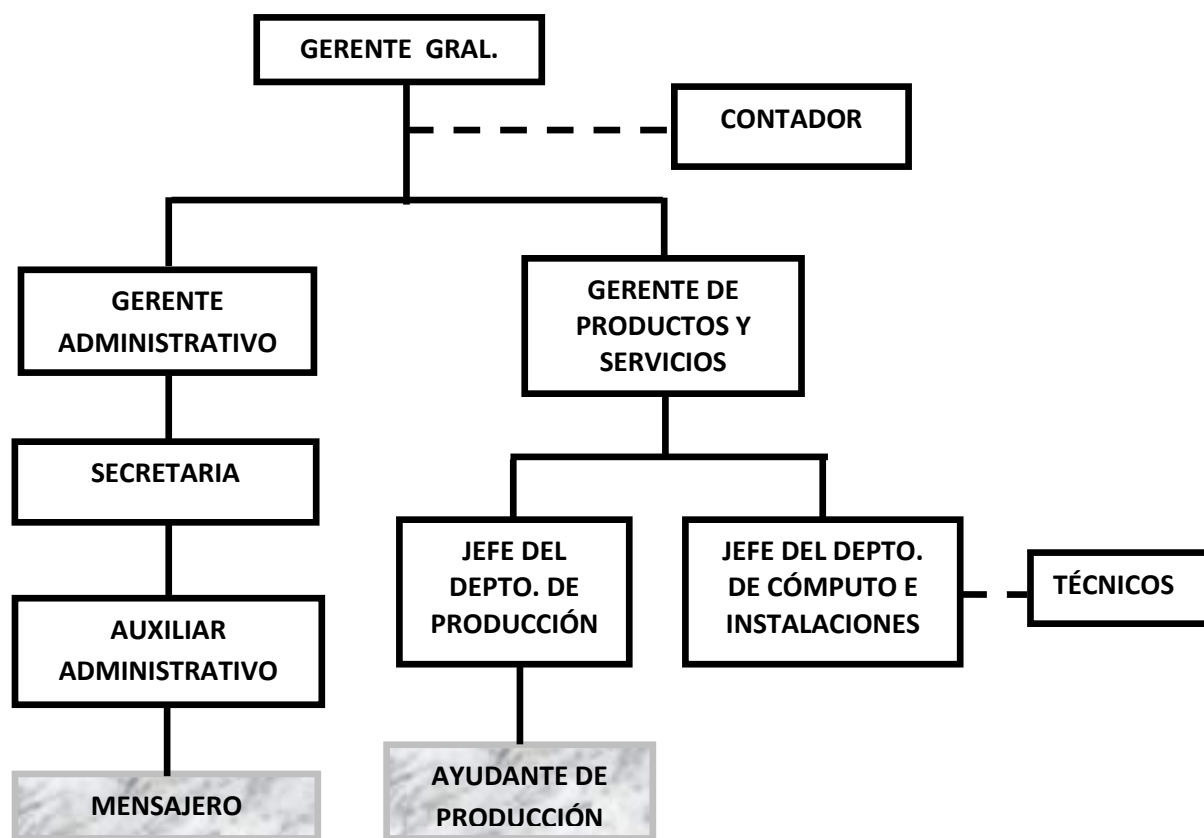 GERENTE GRAL.
CONTADOR
GERENTE
ADMINISTRATIVO
GERENTE DE
PRODUCTOS Y
SERVICIOS
SECRETARIA
JEFE DEL
DEPTO. DE
PRODUCCIÓN
JEFE DEL DEPTO.
DE CÓMPUTO E
INSTALACIONES
TÉCNICOS
AUXILIAR
ADMINISTRATIVO
MENSAJERO
AYUDANTE DE
PRODUCCIÓN